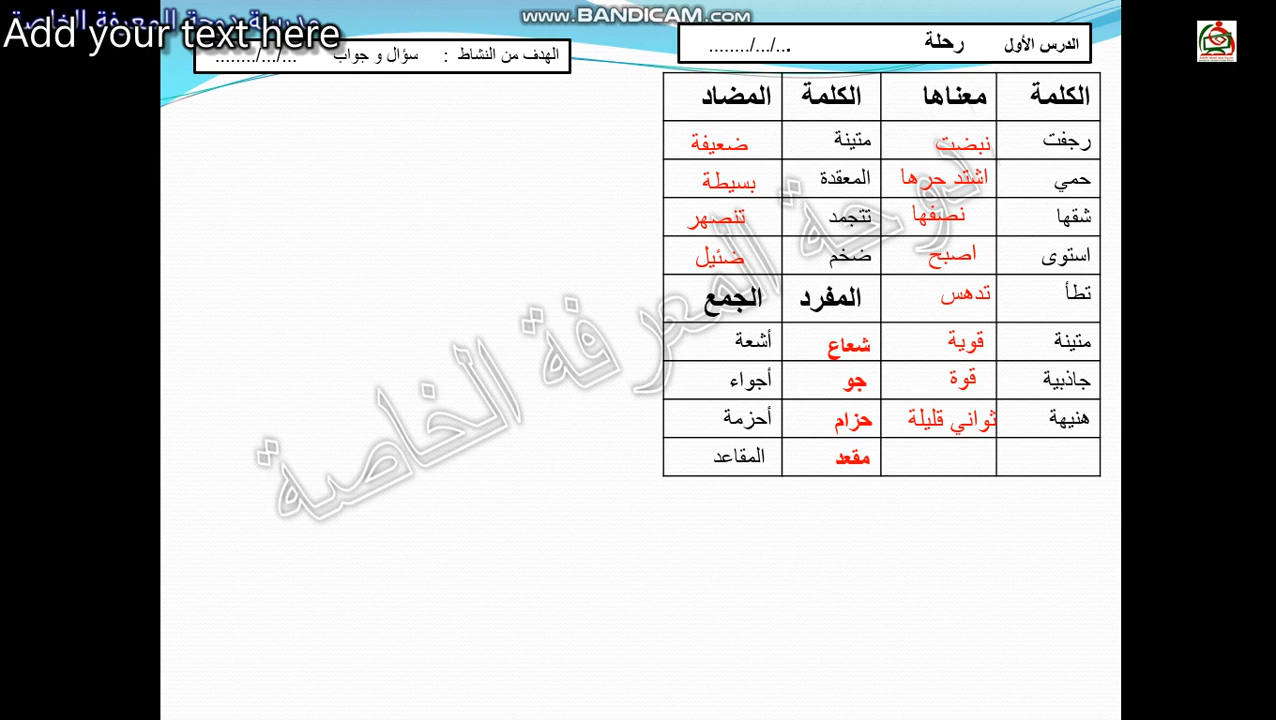 www.BANDICAM.com
مدرسة دوحة المعرفة الخاصة
Add your text here
الدرس الأول رحلة .../.../........
الهدف من النشاط : سؤال و جواب .../.../........
الكلمة معناها الكلمة المضاد
رجفت نبضت متينة ضعيفة
حمي اشتد حرها المعقدة بسيطة
شقها نصفها تتجمد تنصهر
استوى اصبح ضخم ضئيل
تطأ تدهس المفرد الجمع
متينة قوية شعاع أشعة
جاذبية قوة جو أجواء
هنيهة ثواني قليلة حزام أحزمة
مقعد المقاعد
دوحة المعرفة الخاصة